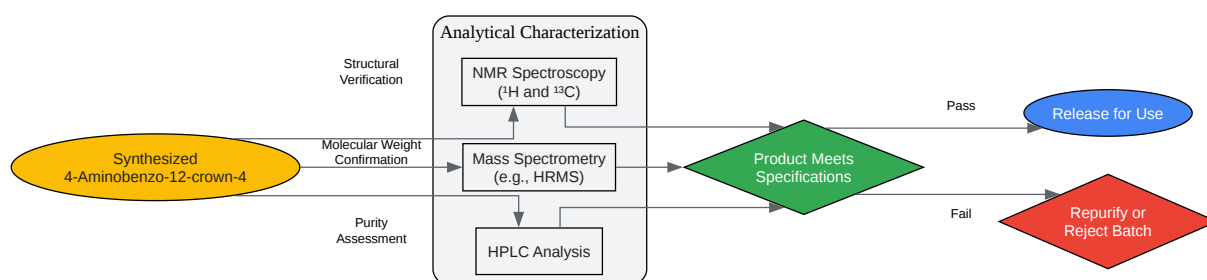 Analytical Characterization
Structural
Verification
NMR Spectroscopy
(¹H and ¹³C)
Synthesized
4-Aminobenzo-12-crown-4
Molecular Weight
Confirmation
Mass Spectrometry
(e.g., HRMS)
Purity
Assessment
HPLC Analysis
Product Meets
Specifications
Pass
Release for Use
Fail
Repurify or
Reject Batch